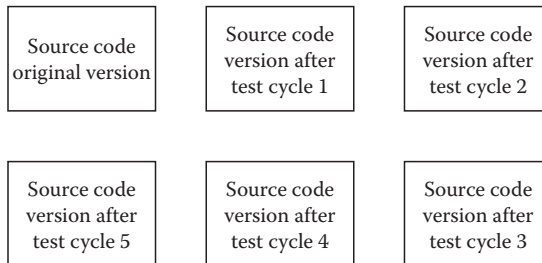 Source code
original version
Source code
version after
test cycle 1
Source code
version after
test cycle 2
Source code
version after
test cycle 5
Source code
version after
test cycle 4
Source code
version after
test cycle 3